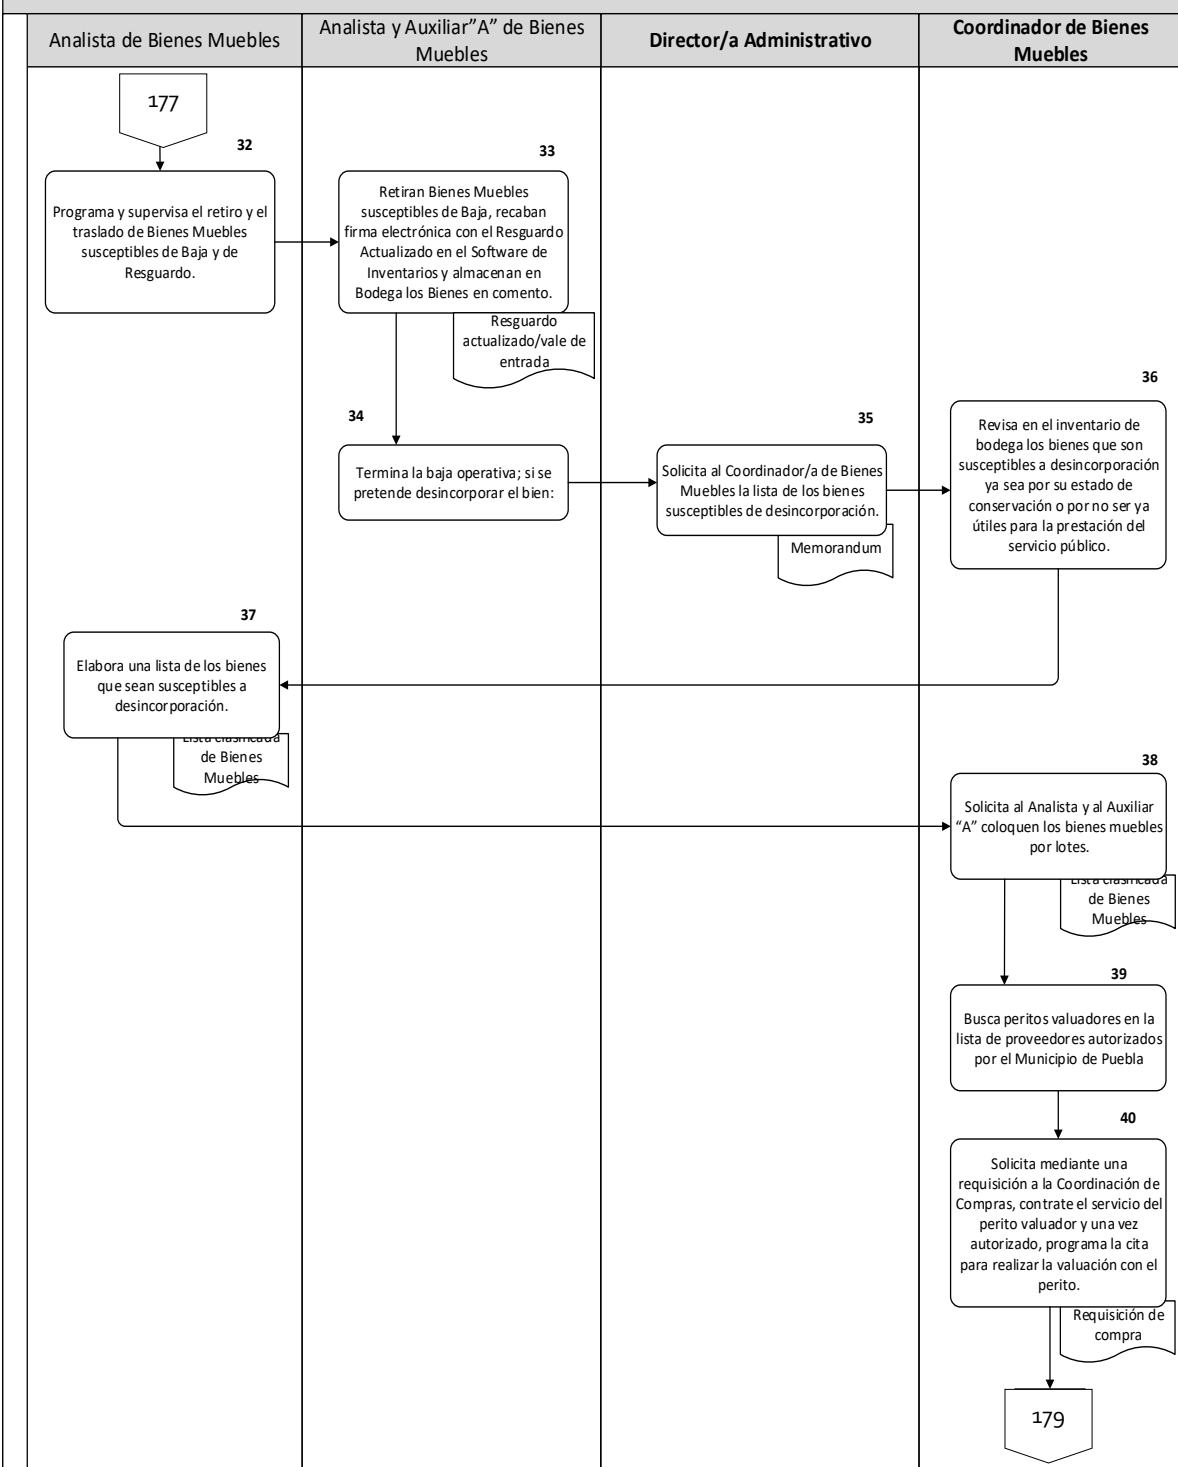 Analista de Bienes Muebles
Analista y Auxiliar”A” de Bienes
Muebles
Director/a Administrativo
Coordinador de Bienes
Muebles
177
32
Programa y supervisa el retiro y el
traslado de Bienes Muebles
susceptibles de Baja y de
Resguardo.
33
Retiran Bienes Muebles
susceptibles de Baja, recaban
firma electrónica con el Resguardo
Actualizado en el Software de
Inventarios y almacenan en
Bodega los Bienes en comento.
Resguardo
actualizado/vale de
entrada
34
Termina la baja operativa; si se
pretende desincorporar el bien:
35
Solicita al Coordinador/a de Bienes
Muebles la lista de los bienes
susceptibles de desincorporación.
Memorandum
36
Revisa en el inventario de
bodega los bienes que son
susceptibles a desincorporación
ya sea por su estado de
conservación o por no ser ya
útiles para la prestación del
servicio público.
37
Elabora una lista de los bienes
que sean susceptibles a
desincorporación.
Lista clasificada
de Bienes
Muebles
38
Solicita al Analista y al Auxiliar
“A” coloquen los bienes muebles
por lotes.
Lista clasificada
de Bienes
Muebles
39
Busca peritos valuadores en la
lista de proveedores autorizados
por el Municipio de Puebla
40
Solicita mediante una
requisición a la Coordinación de
Compras, contrate el servicio del
perito valuador y una vez
autorizado, programa la cita
para realizar la valuación con el
perito.
Requisición de
compra
179